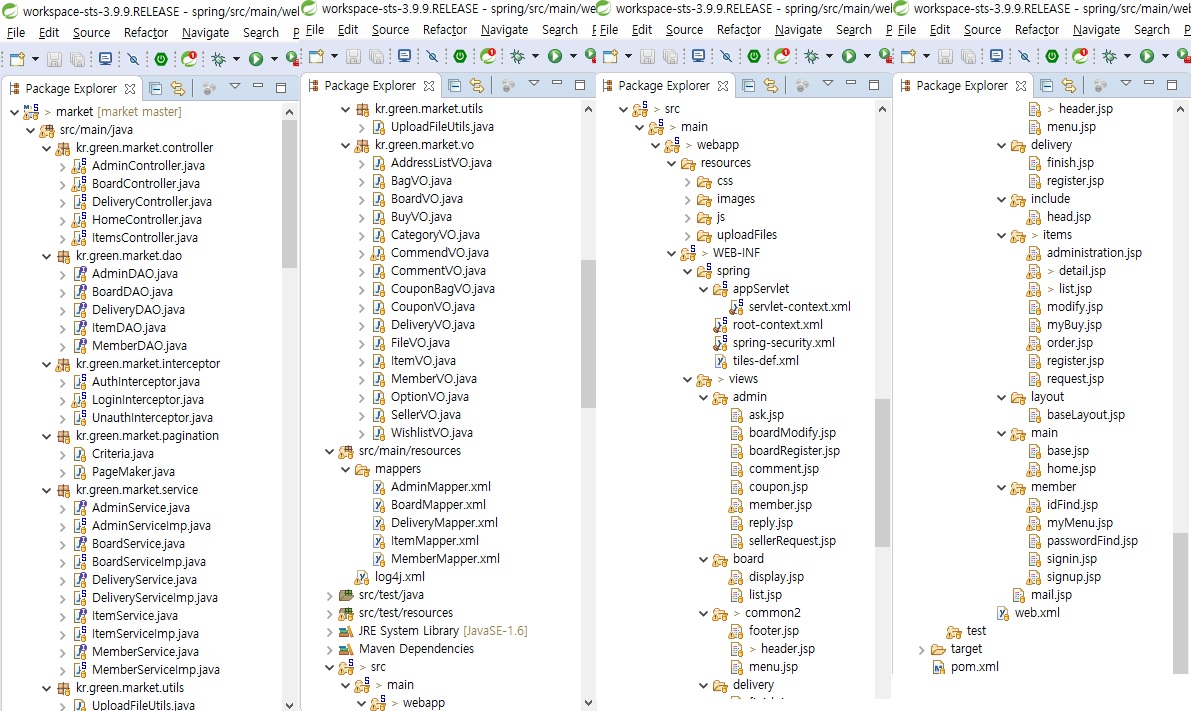 workspace-sts-3.9.9.RELEASE - spring/src/main/wel
File Edit Source Refactor Navigate Search P
Package Explorer
> market [market master]
src/main/java
kr.green.market.controller
AdminController.java
BoardController.java
DeliveryController.java
HomeController.java
ItemsController.java
kr.green.market.dao
AdminDAO.java
BoardDAO.java
DeliveryDAO.java
ItemDAO.java
MemberDAO.java
kr.green.market.interceptor
AuthInterceptor.java
LoginInterceptor.java
UnauthInterceptor.java
kr.green.market.pagination
Criteria.java
PageMaker.java
kr.green.market.service
AdminService.java
AdminServiceImp.java
BoardService.java
BoardServiceImp.java
DeliveryService.java
DeliveryServiceImp.java
ItemService.java
ItemServiceImp.java
MemberService.java
MemberServiceImp.java
kr.green.market.utils
UploadFileUtils.java
workspace-sts-3.9.9.RELEASE - spring/src/main/we
File Edit Source Refactor Navigate Search
Package Explorer
kr.green.market.utils
UploadFileUtils.java
kr.green.market.vo
AddressListVO.java
BagVO.java
BoardVO.java
BuyVO.java
CategoryVO.java
CommendVO.java
CommentVO.java
CouponBagVO.java
CouponVO.java
DeliveryVO.java
FileVO.java
ItemVO.java
MemberVO.java
OptionVO.java
SellerVO.java
WishlistVO.java
src/main/resources
mappers
AdminMapper.xml
BoardMapper.xml
DeliveryMapper.xml
ItemMapper.xml
MemberMapper.xml
log4j.xml
src/test/java
src/test/resources
JRE System Library [JavaSE-1.6]
Maven Dependencies
> src
> main
> webapp
workspace-sts-3.9.9.RELEASE - spring/src/main/we
File Edit Source Refactor Navigate Search
Package Explorer
> src
> main
> webapp
resources
css
images
js
uploadFiles
> WEB-INF
spring
appServlet
servlet-context.xml
root-context.xml
spring-security.xml
tiles-def.xml
> views
admin
ask.jsp
boardModify.jsp
boardRegister.jsp
comment.jsp
coupon.jsp
member.jsp
reply.jsp
sellerRequest.jsp
board
display.jsp
list.jsp
> common2
footer.jsp
> header.jsp
menu.jsp
delivery
workspace-sts-3.9.9.RELEASE - spring/src/main/wel
File Edit Source Refactor Navigate Search
Package Explorer
> header.jsp
menu.jsp
delivery
finish.jsp
register.jsp
include
head.jsp
> items
administration.jsp
> detail.jsp
> list.jsp
modify.jsp
myBuy.jsp
order.jsp
register.jsp
request.jsp
layout
baseLayout.jsp
main
base.jsp
home.jsp
member
idFind.jsp
myMenu.jsp
passwordFind.jsp
signin.jsp
signup.jsp
mail.jsp
web.xml
test
target
pom.xml